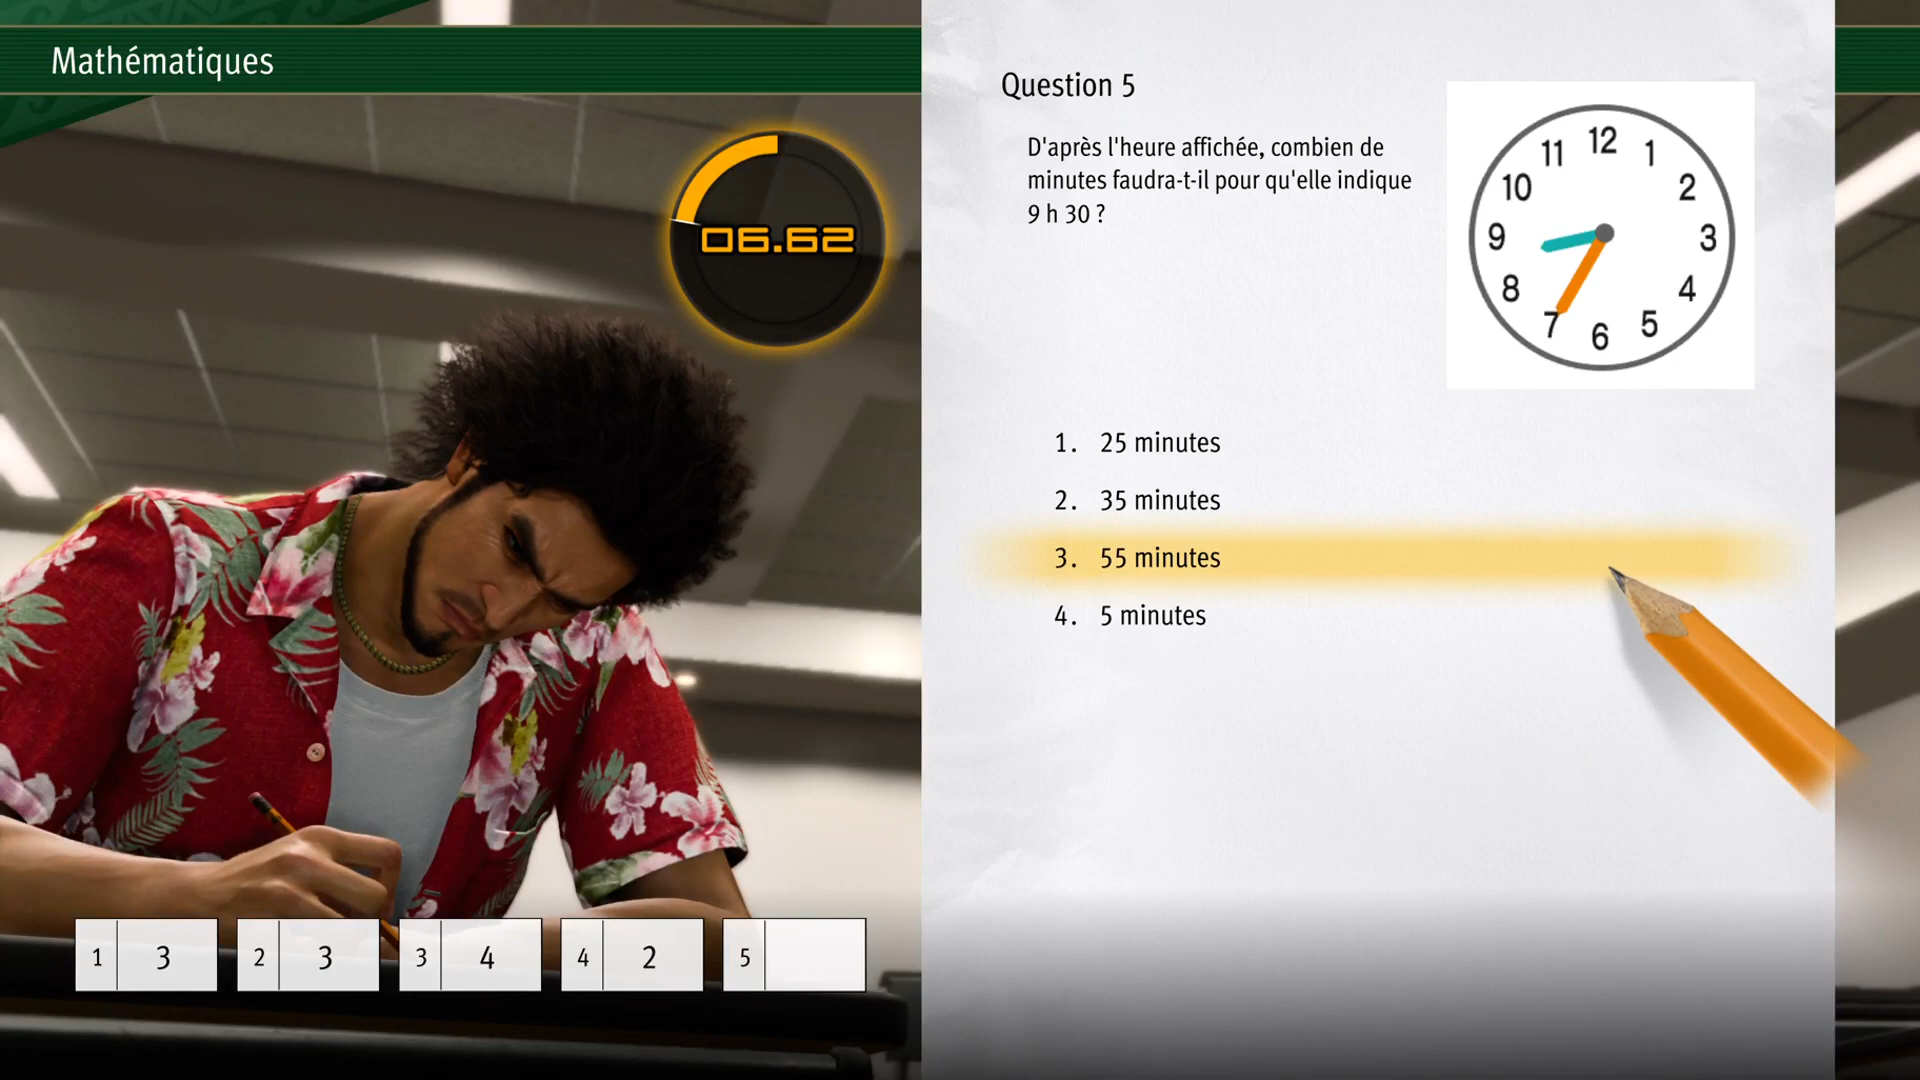 Mathématiques
06.62
Question 5
D'après l'heure affichée, combien de
minutes faudra-t-il pour qu'elle indique
9 h 30 ?
12
11 1
10 2
9 3
8 4
7 5
6
1. 25 minutes
2. 35 minutes
3. 55 minutes
4. 5 minutes
1 3 2 3 3 4 4 2 5